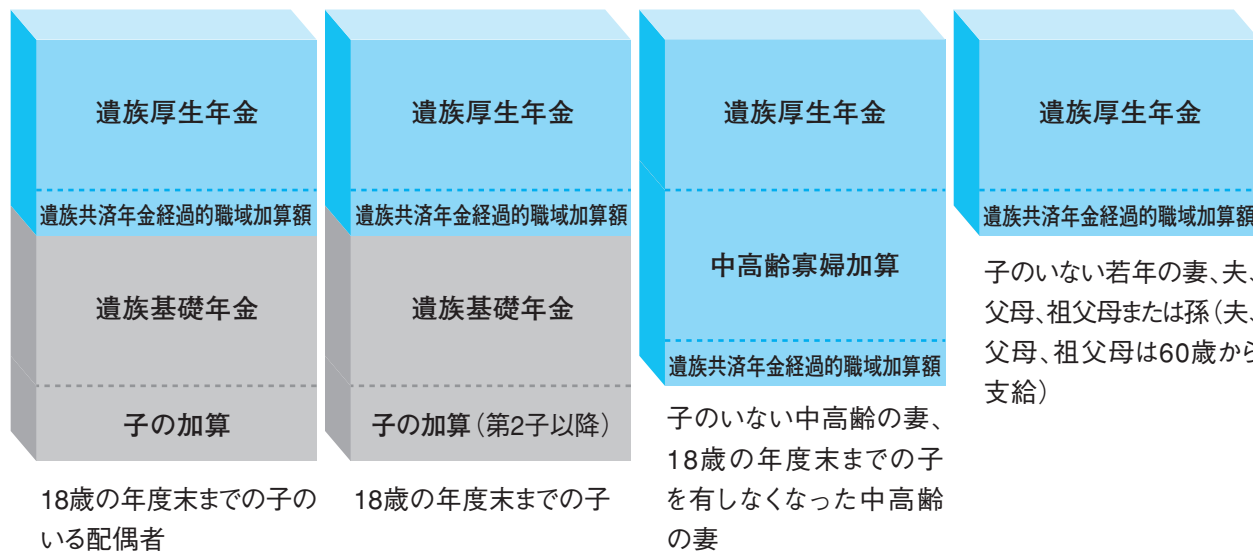 遺族厚生年金
遺族共済年金経過的職域加算額
遺族基礎年金
子の加算
18歳の年度末までの子の
いる配偶者
遺族厚生年金
遺族共済年金経過的職域加算額
遺族基礎年金
子の加算(第2子以降)
18歳の年度末までの子
遺族厚生年金
中高齢寡婦加算
遺族共済年金経過的職域加算額
子のいない中高齢の妻、
18歳の年度末までの子
を有しなくなった中高齢
の妻
遺族厚生年金
遺族共済年金経過的職域加算額
子のいない若年の妻、夫、
父母、祖父母または孫(夫、
父母、祖父母は60歳から
支給)